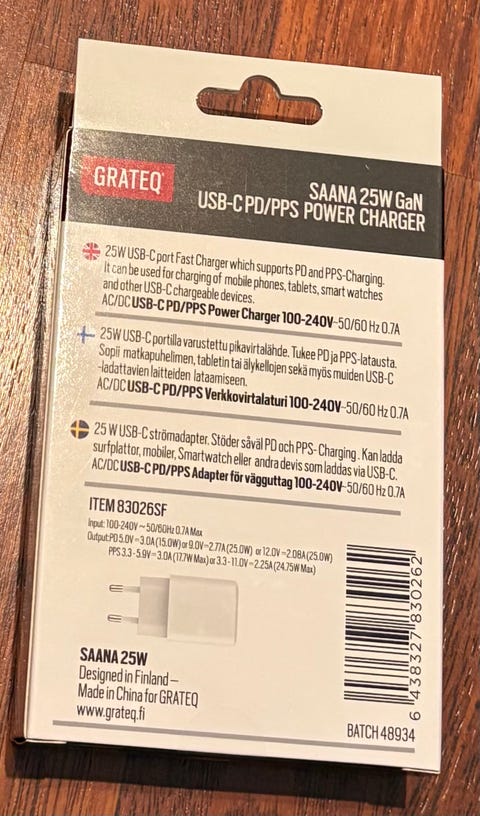 GRATEQ
SAANA 25W GaN
USB-C PD/PPS POWER CHARGER
25W USB-C port Fast Charger which supports PD and PPS-Charging.
It can be used for charging of mobile phones, tablets, smart watches
and other USB-C chargeable devices.
AC/DC USB-C PD/PPS Power Charger 100-240V~50/60 Hz 0.7A
25W USB-C portilla varustettu pikavirtalähde. Tukee PD ja PPS-latausta.
Sopii matkapuhelimen, tabletin tai älykellojen sekä myös muiden USB-C
-ladattavien laitteiden lataamiseen.
AC/DC USB-C PD/PPS Verkkovirtalaturi 100-240V~50/60 Hz 0.7A
25 W USB-C strömadapter. Stöder såväl PD och PPS- Charging. Kan ladda
surfplattor, mobiler, Smartwatch eller andra devis som laddas via USB-C.
AC/DC USB-C PD/PPS Adapter för vägguttag 100-240V~50/60 Hz 0.7A
ITEM 83026SF
Input: 100-240V ~ 50/60Hz 0.7A Max
Output:PD 5.0V⎓3.0A (15.0W) or 9.0V⎓2.77A (25.0W) or 12.0V⎓2.08A (25.0W)
PPS 3.3 - 5.9V⎓3.0A (17.7W Max) or 3.3 - 11.0V⎓2.25A (24.75W Max)
SAANA 25W
Designed in Finland –
Made in China for GRATEQ
www.grateq.fi
6 438327 830262
BATCH 48934